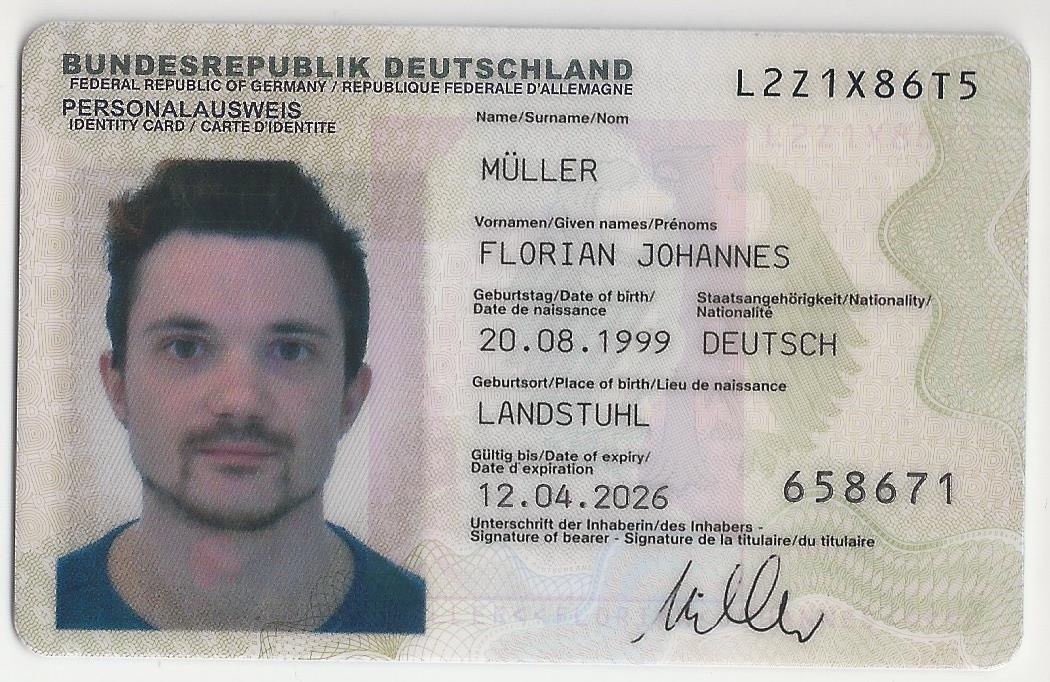 BUNDESREPUBLIK DEUTSCHLAND
FEDERAL REPUBLIC OF GERMANY / REPUBLIQUE FEDERALE D'ALLEMAGNE
PERSONALAUSWEIS
IDENTITY CARD / CARTE D'IDENTITE
L2Z1X86T5
Name/Surname/Nom
MÜLLER
Vornamen/Given names/Prénoms
FLORIAN JOHANNES
Geburtstag/Date of birth/
Date de naissance
Staatsangehörigkeit/Nationality/
Nationalité
20.08.1999 DEUTSCH
Geburtsort/Place of birth/Lieu de naissance
LANDSTUHL
Gültig bis/Date of expiry/
Date d'expiration
12.04.2026
658671
Unterschrift der Inhaberin/des Inhabers -
Signature of bearer - Signature de la titulaire/du titulaire
Müller